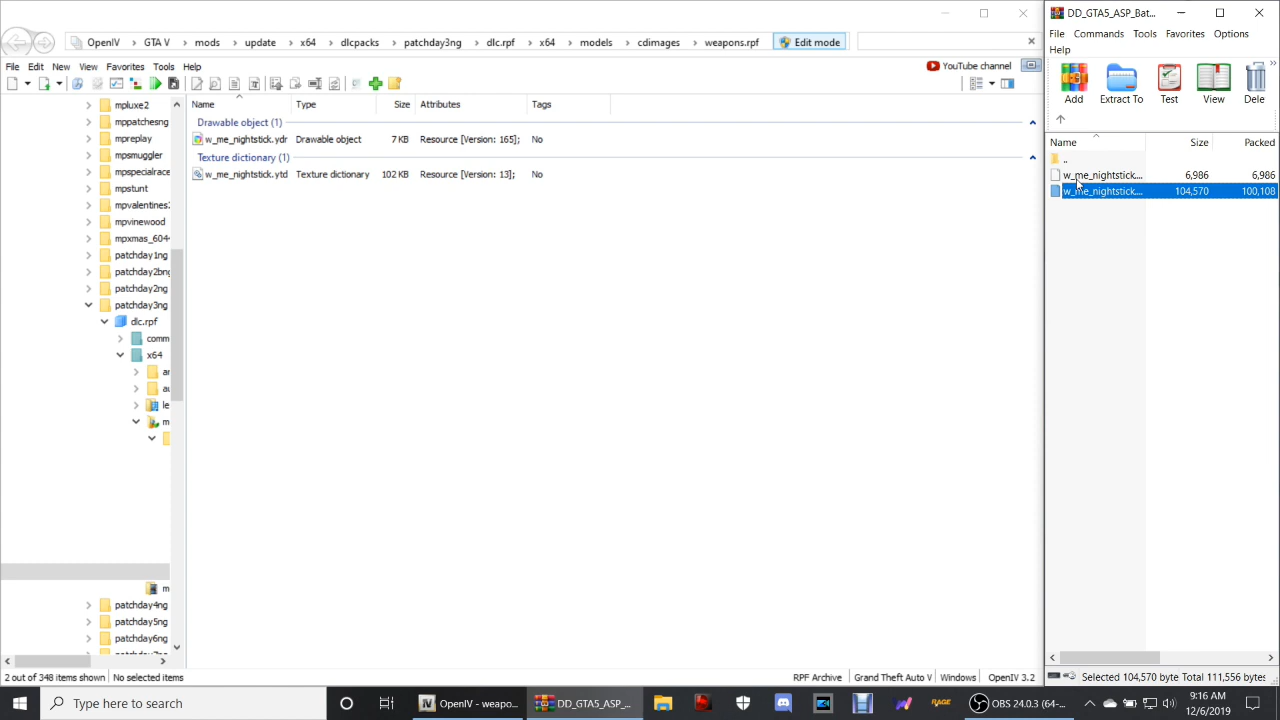 DD_GTA5_ASP_Bat...
OpenIV GTA V mods update x64 dlcpacks patchday3ng dlc.rpf x64 models cdimages weapons.rpf Edit mode
File Commands Tools Favorites Options
Help
File Edit New View Favorites Tools Help
YouTube channel
Add Extract To Test View Dele
Name Type Size Attributes Tags
Drawable object (1)
w_me_nightstick.ydr Drawable object 7 KB Resource [Version: 165]; No
Texture dictionary (1)
w_me_nightstick.ytd Texture dictionary 102 KB Resource [Version: 13]; No
Name Size Packed
..
w_me_nightstick.... 6,986 6,986
w_me_nightstick.... 104,570 100,108
mpluxe2
mppatchesng
mpreplay
mpsmuggler
mpspecialrace
mpstunt
mpvalentines2
mpvinewood
mpxmas_604
patchday1ng
patchday2bng
patchday2ng
patchday3ng
dlc.rpf
comm
x64
ar
au
le
m
m
patchday4ng
patchday5ng
patchday6ng
2 out of 348 items shown No selected items RPF Archive Grand Theft Auto V Windows OpenIV 3.2
Selected 104,570 byte Total 111,556 bytes
Type here to search
OpenIV - weapo...
DD_GTA5_ASP_...
RAGE
OBS 24.0.3 (64-...
9:16 AM
12/6/2019